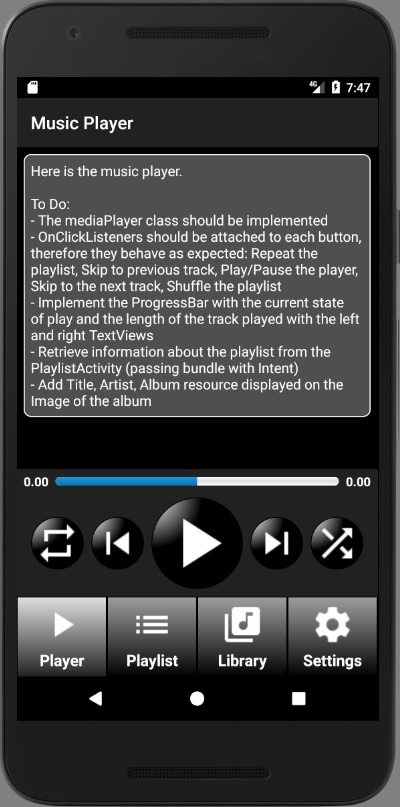 4G 7:47
Music Player
Here is the music player.
To Do:
- The mediaPlayer class should be implemented
- OnClickListeners should be attached to each button,
therefore they behave as expected: Repeat the
playlist, Skip to previous track, Play/Pause the player,
Skip to the next track, Shuffle the playlist
- Implement the ProgressBar with the current state
of play and the length of the track played with the left
and right TextViews
- Retrieve information about the playlist from the
PlaylistActivity (passing bundle with Intent)
- Add Title, Artist, Album resource displayed on the
Image of the album
0.00 0.00
Player Playlist Library Settings